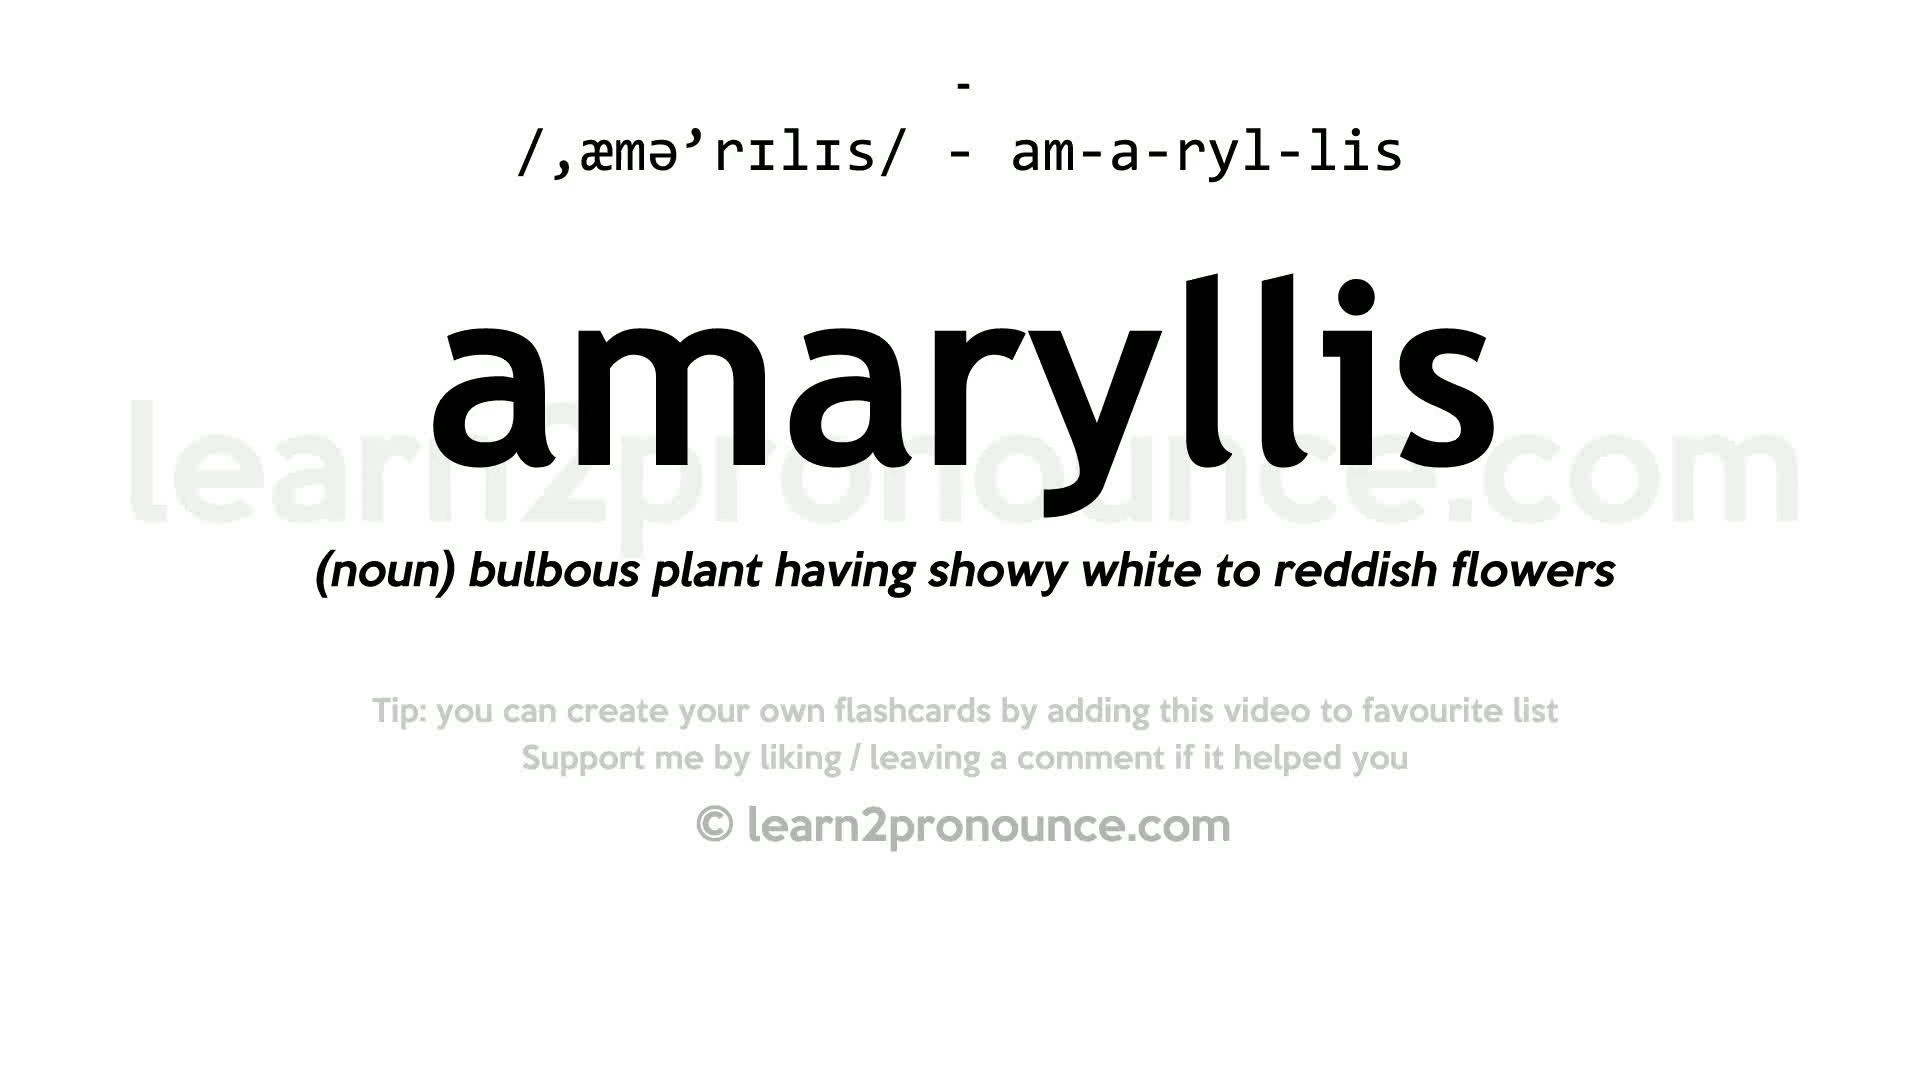 -
/,æmə’rɪlɪs/ - am-a-ryl-lis
amaryllis
learn2pronounce.com
(noun) bulbous plant having showy white to reddish flowers
Tip: you can create your own flashcards by adding this video to favourite list
Support me by liking / leaving a comment if it helped you
© learn2pronounce.com